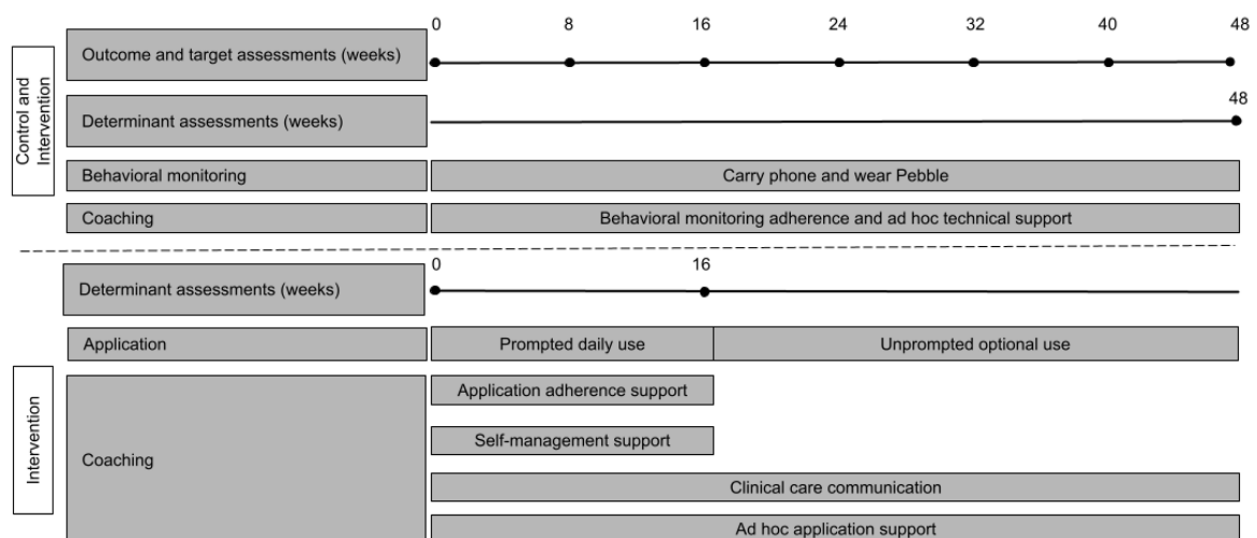 0 8 16 24 32 40 48
Outcome and target assessments (weeks)
48
Determinant assessments (weeks)
Control and
Intervention
Behavioral monitoring
Carry phone and wear Pebble
Coaching
Behavioral monitoring adherence and ad hoc technical support
0 16
Determinant assessments (weeks)
Application
Prompted daily use
Unprompted optional use
Intervention
Coaching
Application adherence support
Self-management support
Clinical care communication
Ad hoc application support